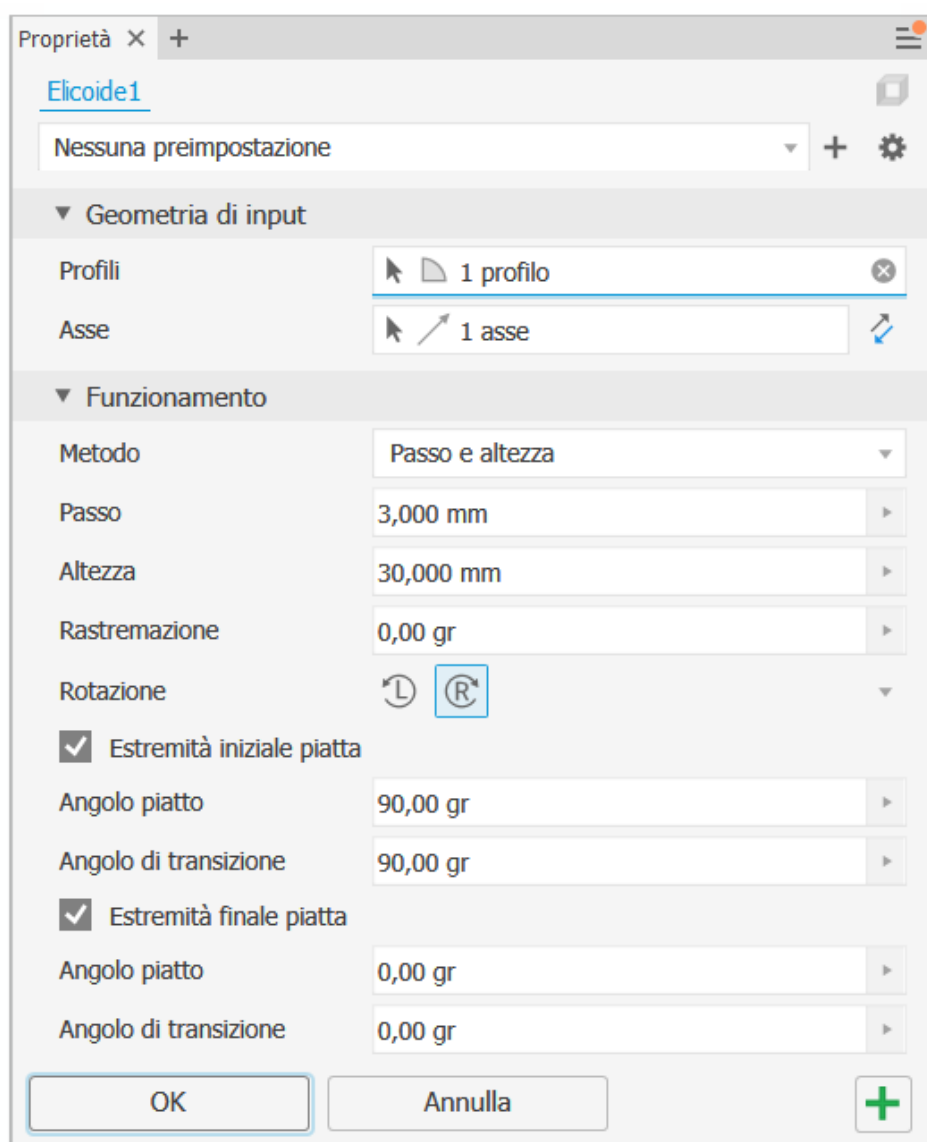 Proprietà
Elicoide1
Nessuna preimpostazione
Geometria di input
Profili 1 profilo
Asse 1 asse
Funzionamento
Metodo Passo e altezza
Passo 3,000 mm
Altezza 30,000 mm
Rastremazione 0,00 gr
Rotazione L R
Estremità iniziale piatta
Angolo piatto 90,00 gr
Angolo di transizione 90,00 gr
Estremità finale piatta
Angolo piatto 0,00 gr
Angolo di transizione 0,00 gr
OK Annulla